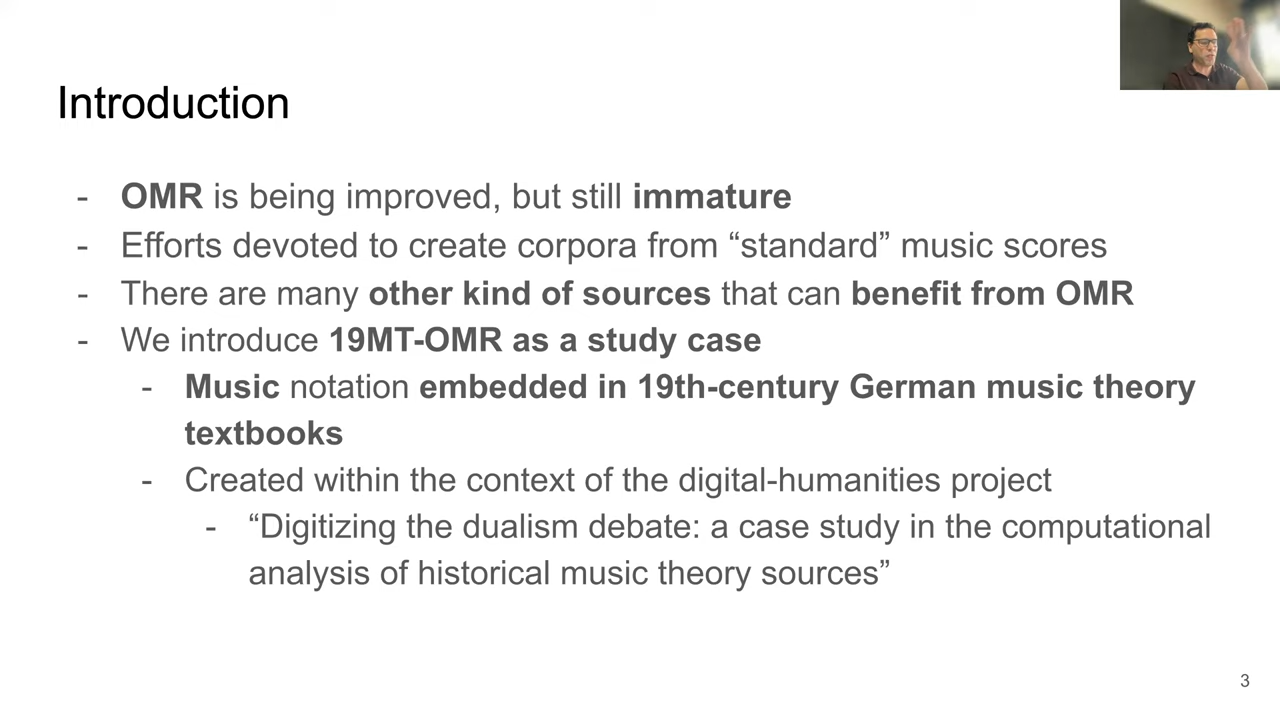 Introduction
- OMR is being improved, but still immature
- Efforts devoted to create corpora from “standard” music scores
- There are many other kind of sources that can benefit from OMR
- We introduce 19MT-OMR as a study case
- Music notation embedded in 19th-century German music theory
textbooks
- Created within the context of the digital-humanities project
- “Digitizing the dualism debate: a case study in the computational
analysis of historical music theory sources”
3